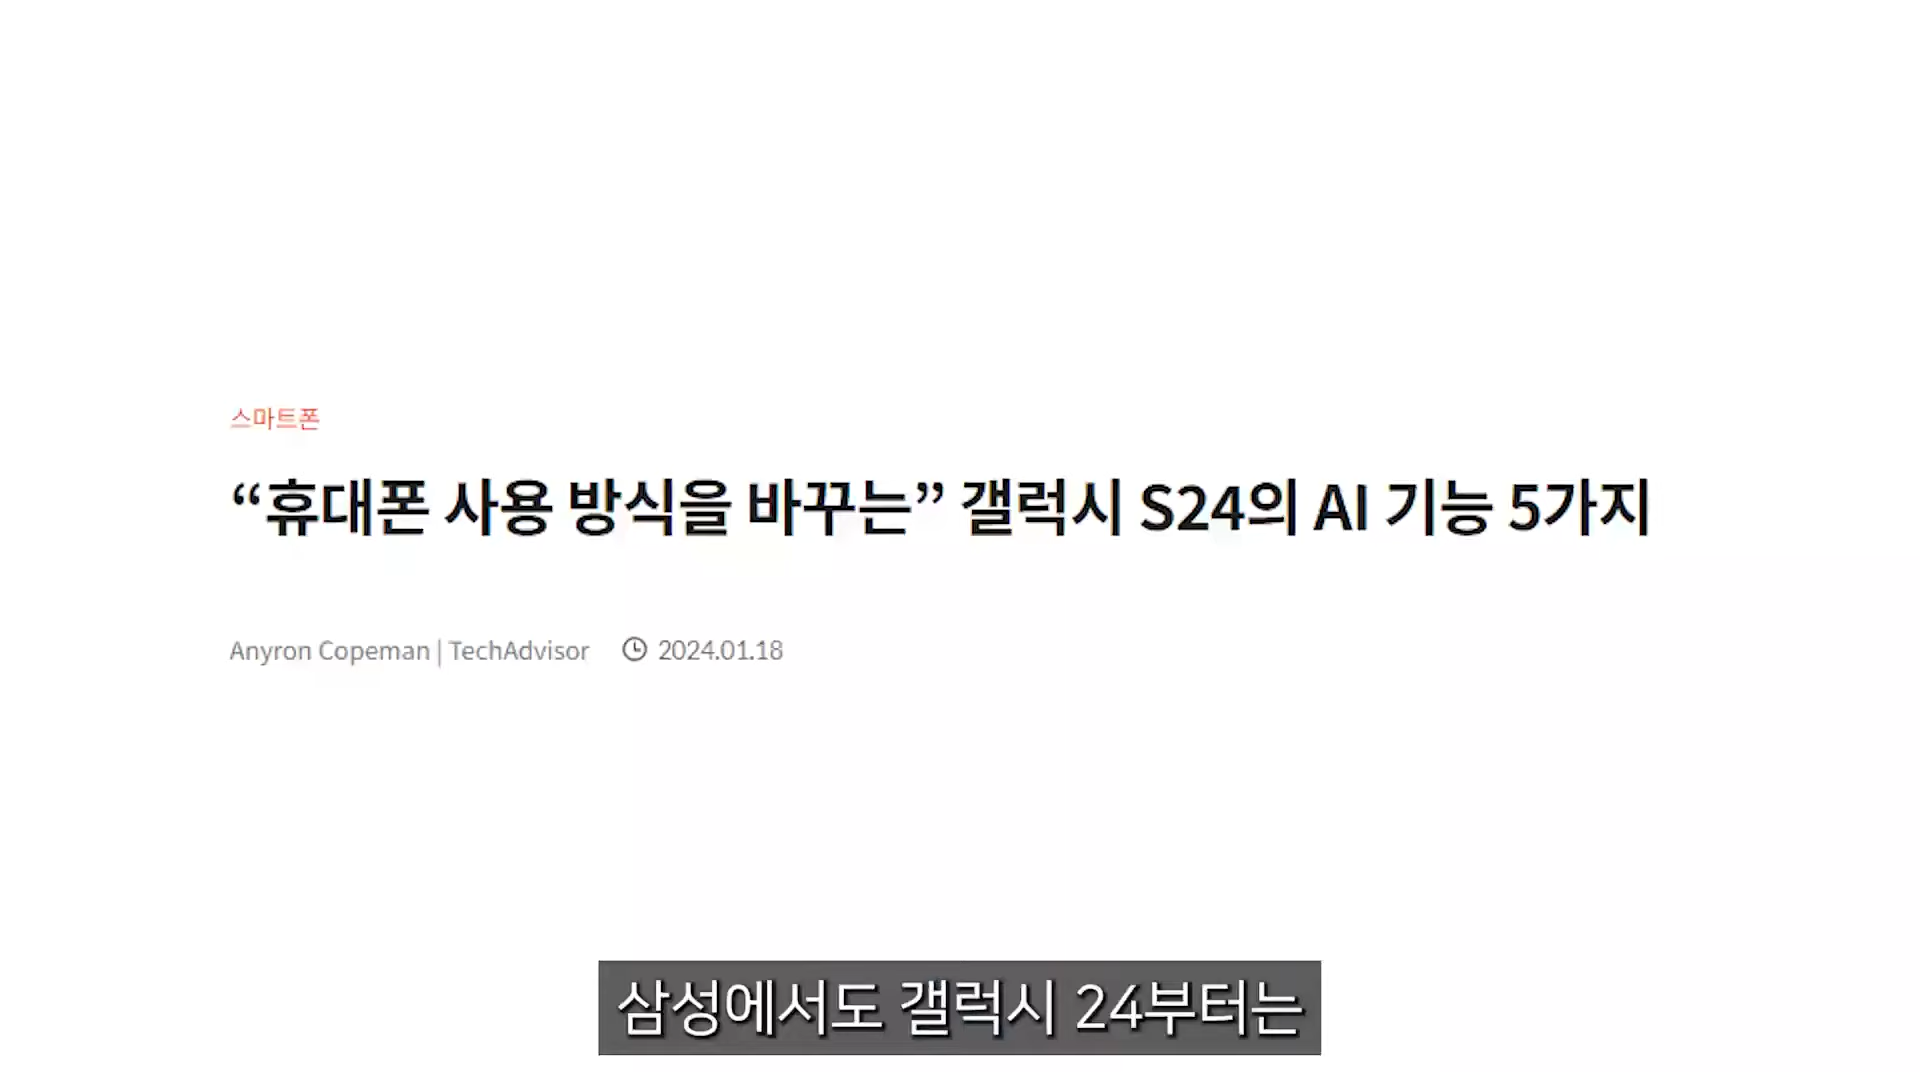 스마트폰
“휴대폰 사용 방식을 바꾸는” 갤럭시 S24의 AI 기능 5가지
Anyron Copeman | TechAdvisor 2024.01.18
삼성에서도 갤럭시 24부터는